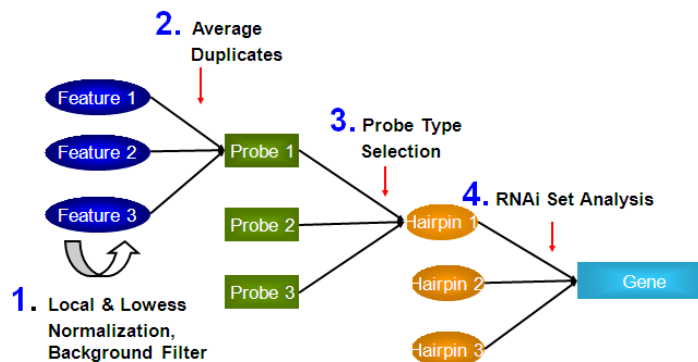 2. Average
Duplicates
Feature 1
Feature 2
Feature 3
3. Probe Type
Selection
Probe 1
Probe 2
Probe 3
4. RNAi Set Analysis
Hairpin 1
Hairpin 2
Hairpin 3
Gene
1. Local & Lowess
Normalization,
Background Filter